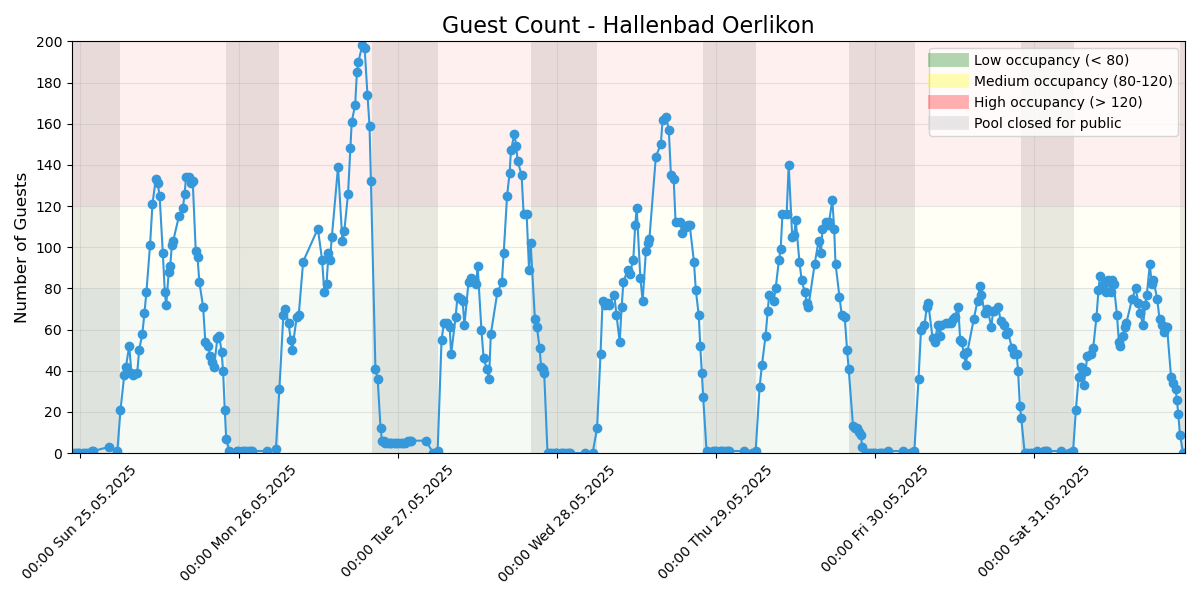 Guest Count - Hallenbad Oerlikon
Number of Guests
200
180
160
140
120
100
80
60
40
20
0
Low occupancy (< 80)
Medium occupancy (80-120)
High occupancy (> 120)
Pool closed for public
00:00 Sun 25.05.2025
00:00 Mon 26.05.2025
00:00 Tue 27.05.2025
00:00 Wed 28.05.2025
00:00 Thu 29.05.2025
00:00 Fri 30.05.2025
00:00 Sat 31.05.2025